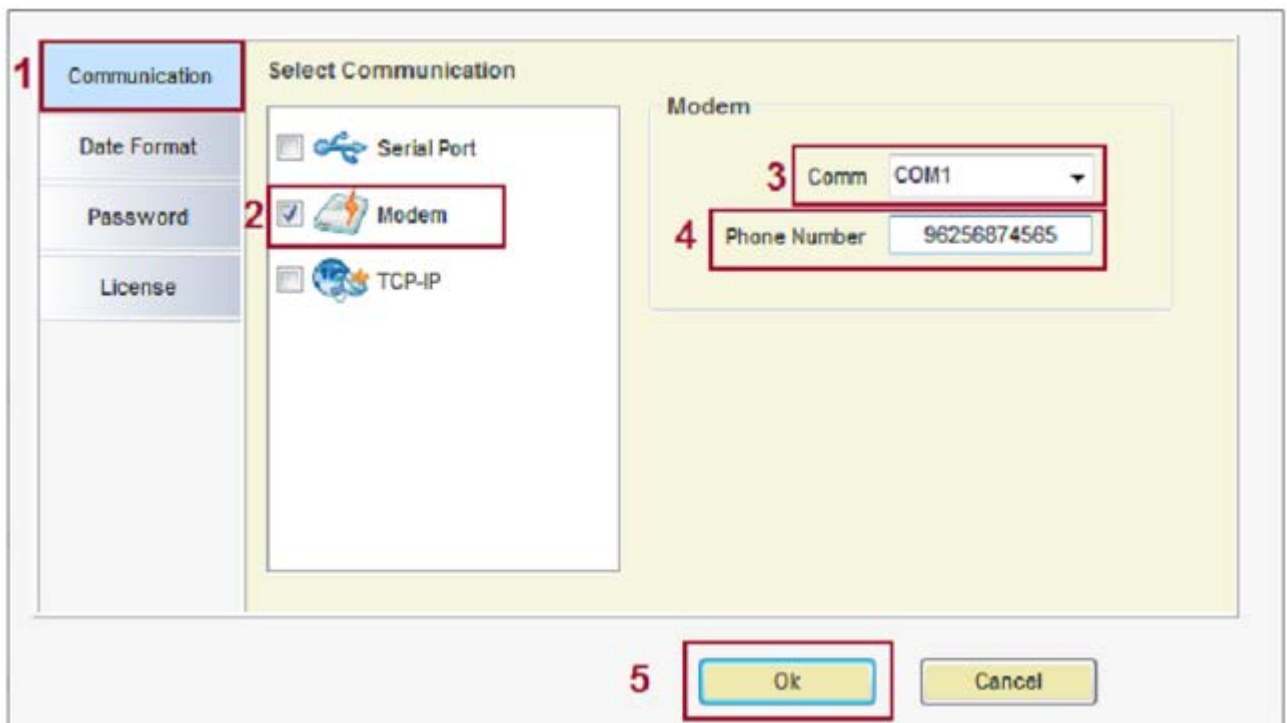 1 Communication
Date Format
Password
License
Select Communication
Serial Port
2 Modem
TCP-IP
Modem
3 Comm COM1
4 Phone Number 96256874565
5 Ok Cancel